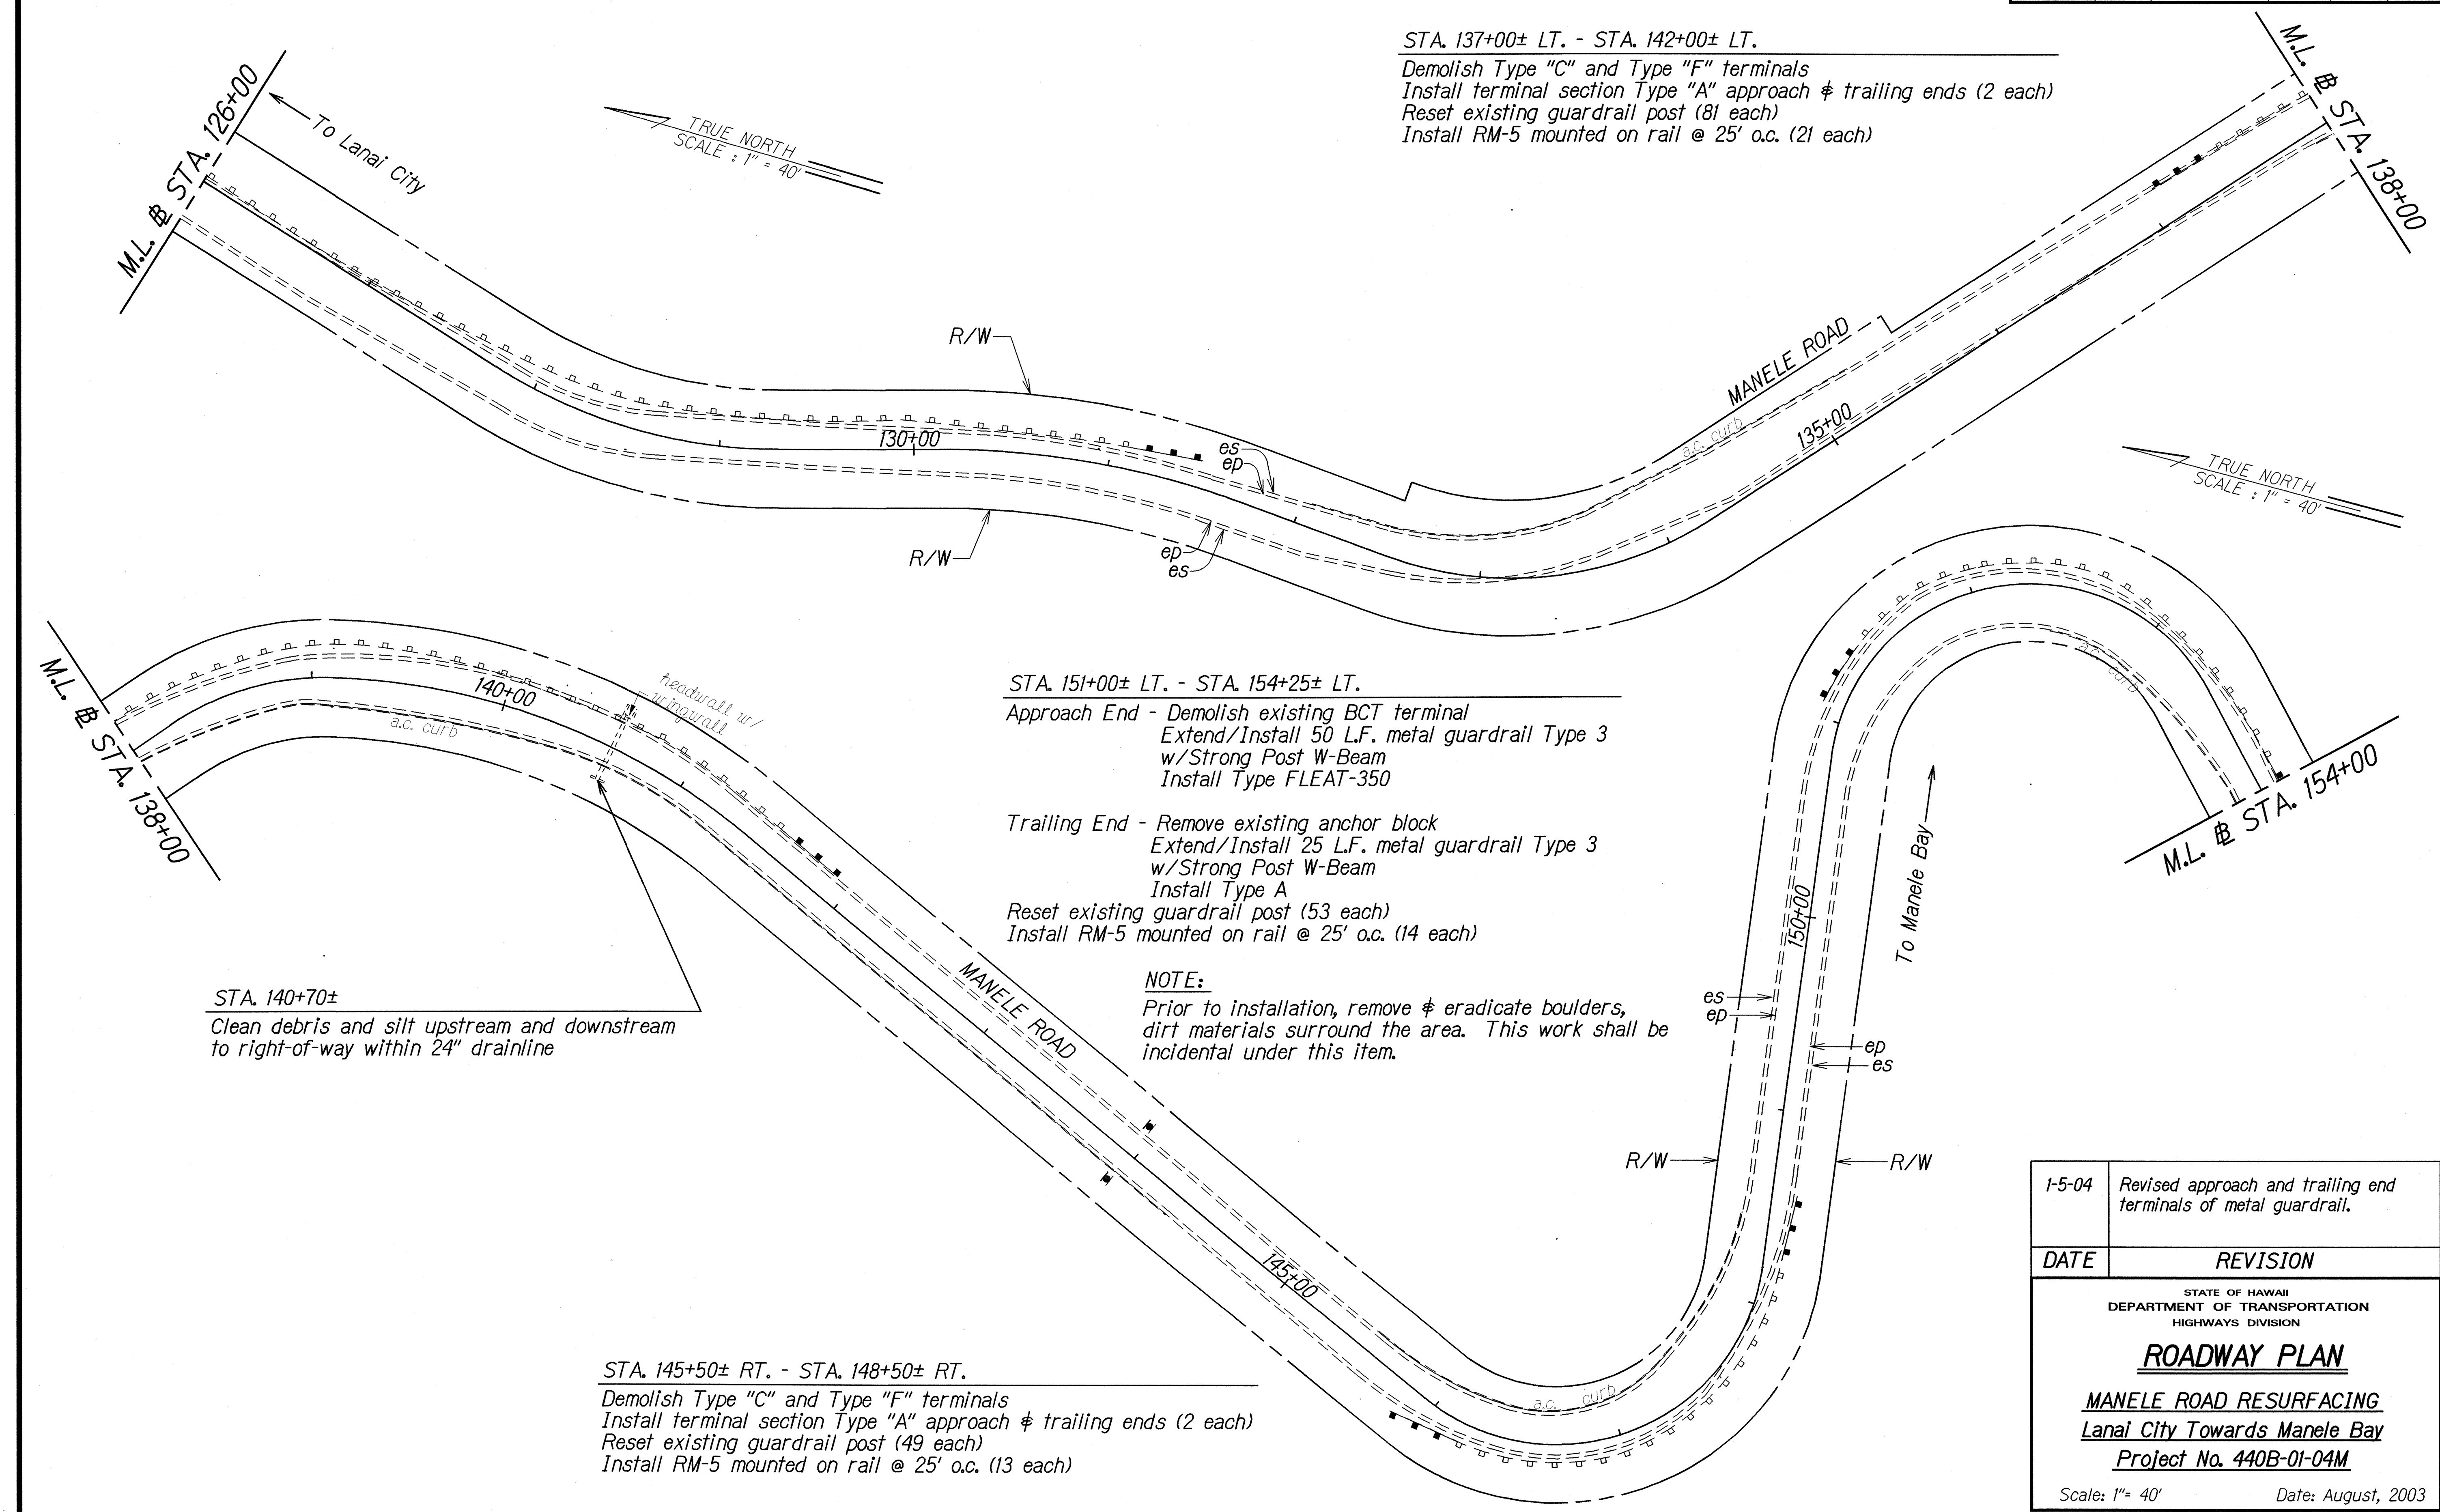 STA. 137+00± LT. - STA. 142+00± LT.
Demolish Type "C" and Type "F" terminals
Install terminal section Type "A" approach & trailing ends (2 each)
Reset existing guardrail post (81 each)
Install RM-5 mounted on rail @ 25' o.c. (21 each)
M.L. ℄ STA. 126+00
To Lanai City
TRUE NORTH
SCALE : 1" = 40'
M.L. ℄ STA. 138+00
R/W
MANELE ROAD
a.c. curb
130+00
135+00
es
ep
R/W
ep
es
TRUE NORTH
SCALE : 1" = 40'
M.L. ℄ STA. 138+00
140+00
a.c. curb
headwall w/
wingwall
STA. 151+00± LT. - STA. 154+25± LT.
Approach End - Demolish existing BCT terminal
Extend/Install 50 L.F. metal guardrail Type 3
w/Strong Post W-Beam
Install Type FLEAT-350
Trailing End - Remove existing anchor block
Extend/Install 25 L.F. metal guardrail Type 3
w/Strong Post W-Beam
Install Type A
Reset existing guardrail post (53 each)
Install RM-5 mounted on rail @ 25' o.c. (14 each)
NOTE:
Prior to installation, remove & eradicate boulders,
dirt materials surround the area. This work shall be
incidental under this item.
a.c. curb
M.L. ℄ STA. 154+00
To Manele Bay
150+00
es
ep
ep
es
R/W
R/W
STA. 140+70±
Clean debris and silt upstream and downstream
to right-of-way within 24" drainline
MANELE ROAD
145+00
a.c. curb
STA. 145+50± RT. - STA. 148+50± RT.
Demolish Type "C" and Type "F" terminals
Install terminal section Type "A" approach & trailing ends (2 each)
Reset existing guardrail post (49 each)
Install RM-5 mounted on rail @ 25' o.c. (13 each)
1-5-04 Revised approach and trailing end
terminals of metal guardrail.
DATE REVISION
STATE OF HAWAII
DEPARTMENT OF TRANSPORTATION
HIGHWAYS DIVISION
ROADWAY PLAN
MANELE ROAD RESURFACING
Lanai City Towards Manele Bay
Project No. 440B-01-04M
Scale: 1"= 40' Date: August, 2003